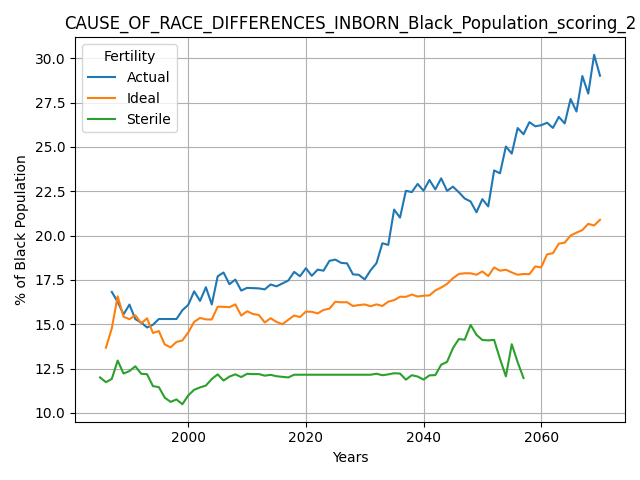 CAUSE_OF_RACE_DIFFERENCES_INBORN_Black_Population_scoring_2
Fertility
Actual
Ideal
Sterile
% of Black Population
30.0
27.5
25.0
22.5
20.0
17.5
15.0
12.5
10.0
2000
2020
2040
2060
Years